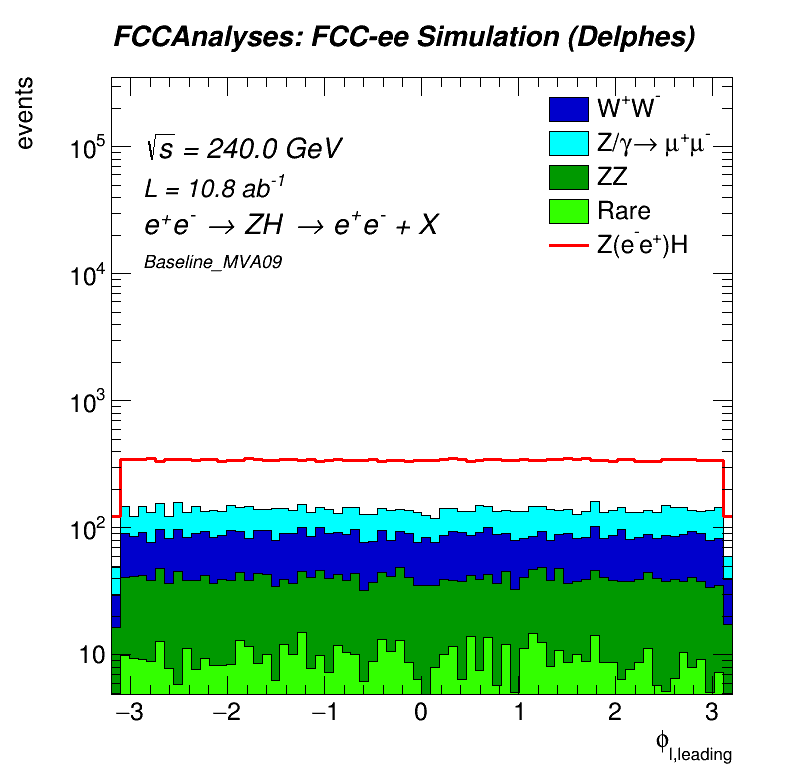 FCCAnalyses: FCC-ee Simulation (Delphes)
events
√s = 240.0 GeV
L = 10.8 ab⁻¹
e⁺e⁻ → ZH → e⁺e⁻ + X
Baseline_MVA09
W⁺W⁻
Z/γ→ μ⁺μ⁻
ZZ
Rare
Z(e⁻e⁺)H
10⁵
10⁴
10³
10²
10
−3 −2 −1 0 1 2 3
ϕ_l,leading